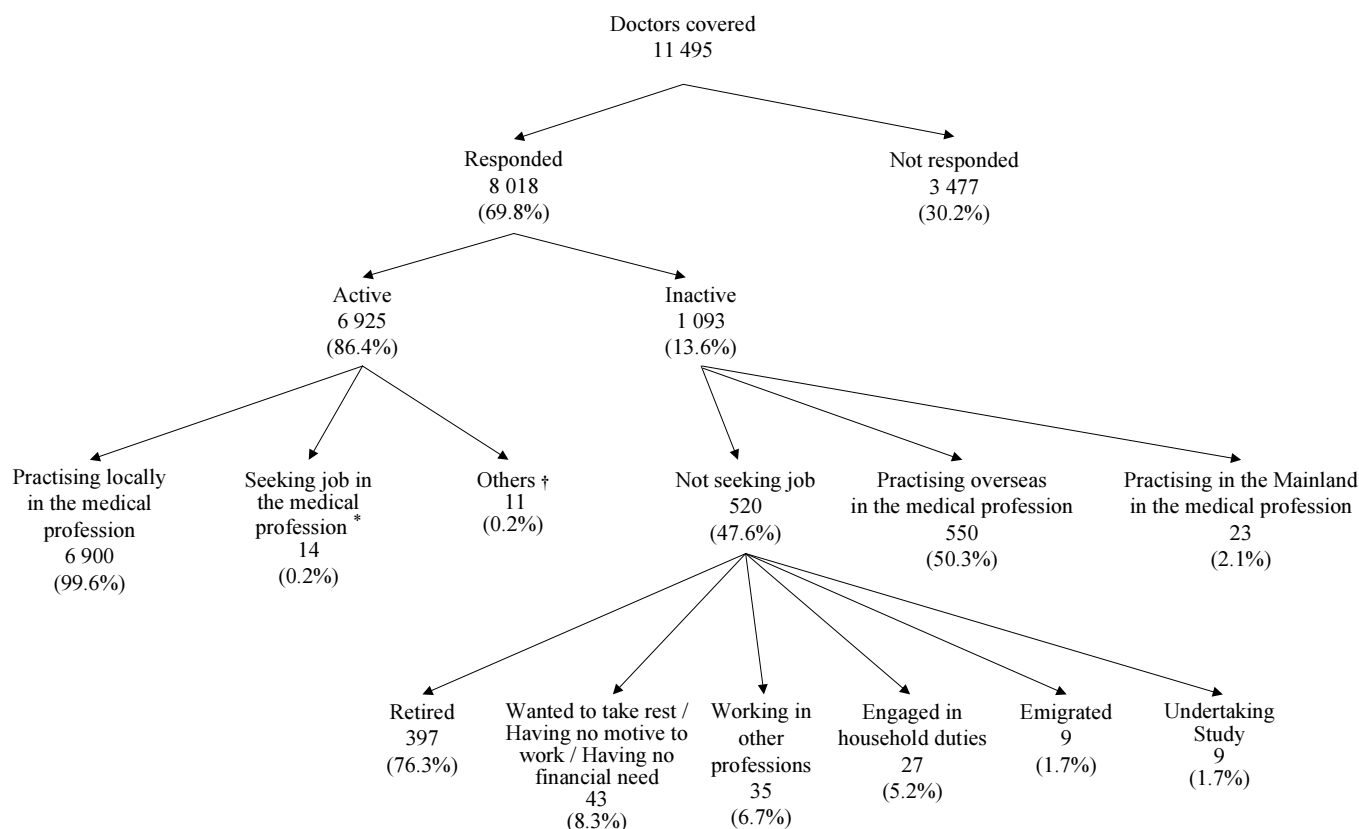 Doctors covered
11 495
Responded
8 018
(69.8%)
Not responded
3 477
(30.2%)
Active
6 925
(86.4%)
Inactive
1 093
(13.6%)
Practising locally
in the medical
profession
6 900
(99.6%)
Seeking job in
the medical
profession *
14
(0.2%)
Others †
11
(0.2%)
Not seeking job
520
(47.6%)
Practising overseas
in the medical profession
550
(50.3%)
Practising in the Mainland
in the medical profession
23
(2.1%)
Retired
397
(76.3%)
Wanted to take rest /
Having no motive to
work / Having no
financial need
43
(8.3%)
Working in
other
professions
35
(6.7%)
Engaged in
household duties
27
(5.2%)
Emigrated
9
(1.7%)
Undertaking
Study
9
(1.7%)